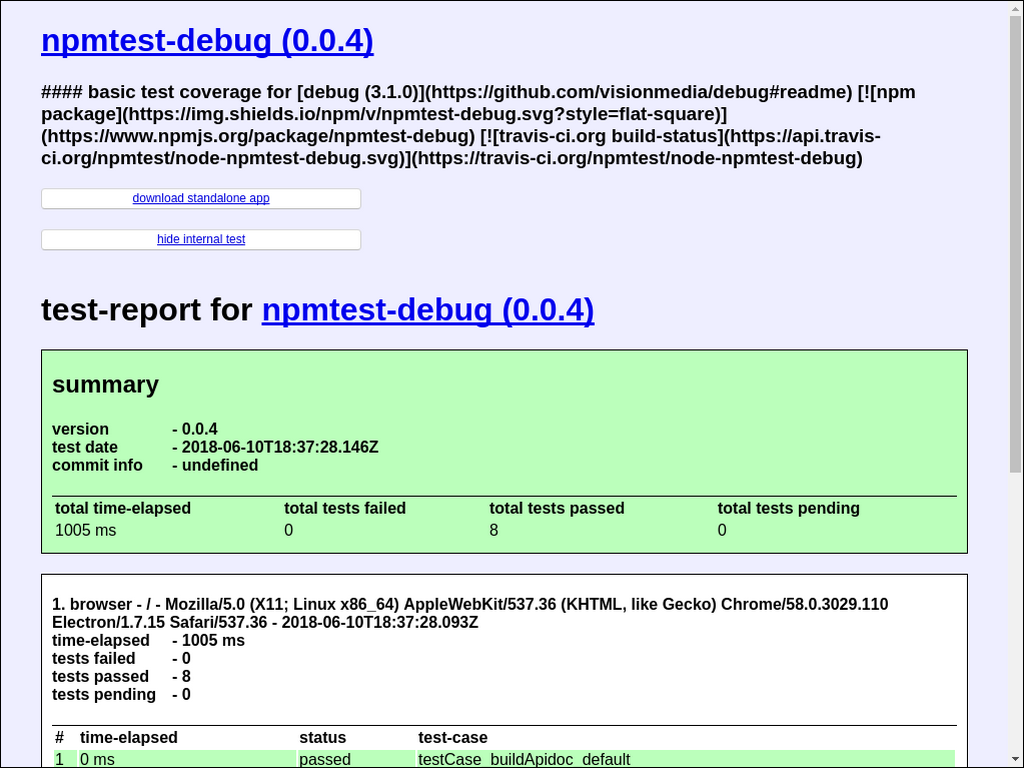 npmtest-debug (0.0.4)
#### basic test coverage for [debug (3.1.0)](https://github.com/visionmedia/debug#readme) [![npm
package](https://img.shields.io/npm/v/npmtest-debug.svg?style=flat-square)]
(https://www.npmjs.org/package/npmtest-debug) [![travis-ci.org build-status](https://api.travis-
ci.org/npmtest/node-npmtest-debug.svg)](https://travis-ci.org/npmtest/node-npmtest-debug)
download standalone app
hide internal test
test-report for npmtest-debug (0.0.4)
summary
version - 0.0.4
test date - 2018-06-10T18:37:28.146Z
commit info - undefined
total time-elapsed total tests failed total tests passed total tests pending
1005 ms 0 8 0
1. browser - / - Mozilla/5.0 (X11; Linux x86_64) AppleWebKit/537.36 (KHTML, like Gecko) Chrome/58.0.3029.110
Electron/1.7.15 Safari/537.36 - 2018-06-10T18:37:28.093Z
time-elapsed - 1005 ms
tests failed - 0
tests passed - 8
tests pending - 0
# time-elapsed status test-case
1 0 ms passed testCase_buildApidoc_default